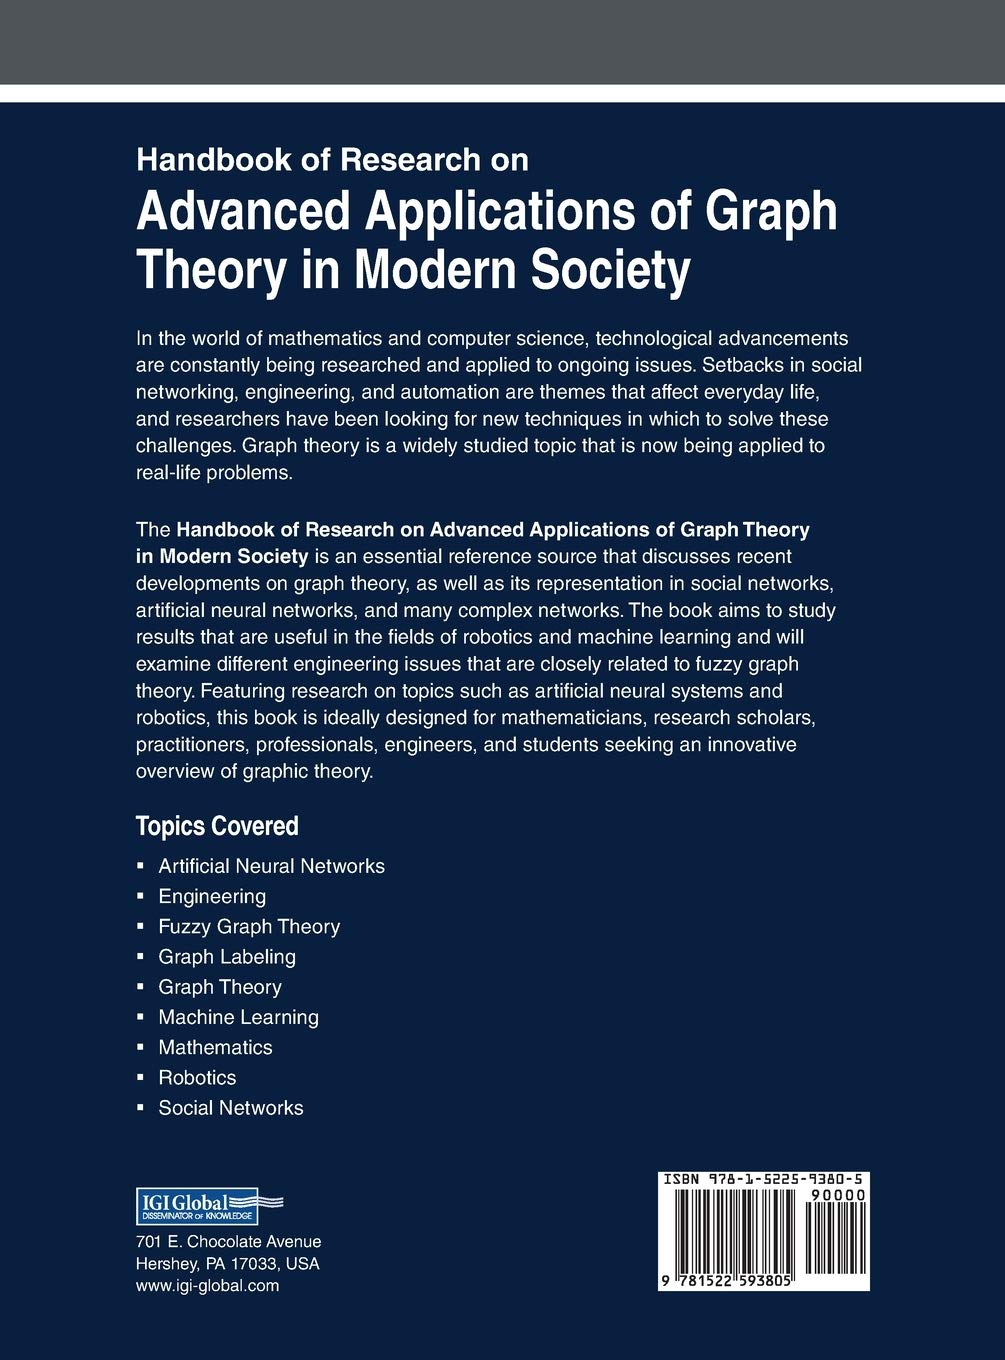 Handbook of Research on
Advanced Applications of Graph
Theory in Modern Society
In the world of mathematics and computer science, technological advancements
are constantly being researched and applied to ongoing issues. Setbacks in social
networking, engineering, and automation are themes that affect everyday life,
and researchers have been looking for new techniques in which to solve these
challenges. Graph theory is a widely studied topic that is now being applied to
real-life problems.
The Handbook of Research on Advanced Applications of Graph Theory
in Modern Society is an essential reference source that discusses recent
developments on graph theory, as well as its representation in social networks,
artificial neural networks, and many complex networks. The book aims to study
results that are useful in the fields of robotics and machine learning and will
examine different engineering issues that are closely related to fuzzy graph
theory. Featuring research on topics such as artificial neural systems and
robotics, this book is ideally designed for mathematicians, research scholars,
practitioners, professionals, engineers, and students seeking an innovative
overview of graphic theory.
Topics Covered
▪ Artificial Neural Networks
▪ Engineering
▪ Fuzzy Graph Theory
▪ Graph Labeling
▪ Graph Theory
▪ Machine Learning
▪ Mathematics
▪ Robotics
▪ Social Networks
IGI Global
DISSEMINATOR OF KNOWLEDGE
701 E. Chocolate Avenue
Hershey, PA 17033, USA
www.igi-global.com
ISBN 978-1-5225-9380-5
90000
9 781522 593805